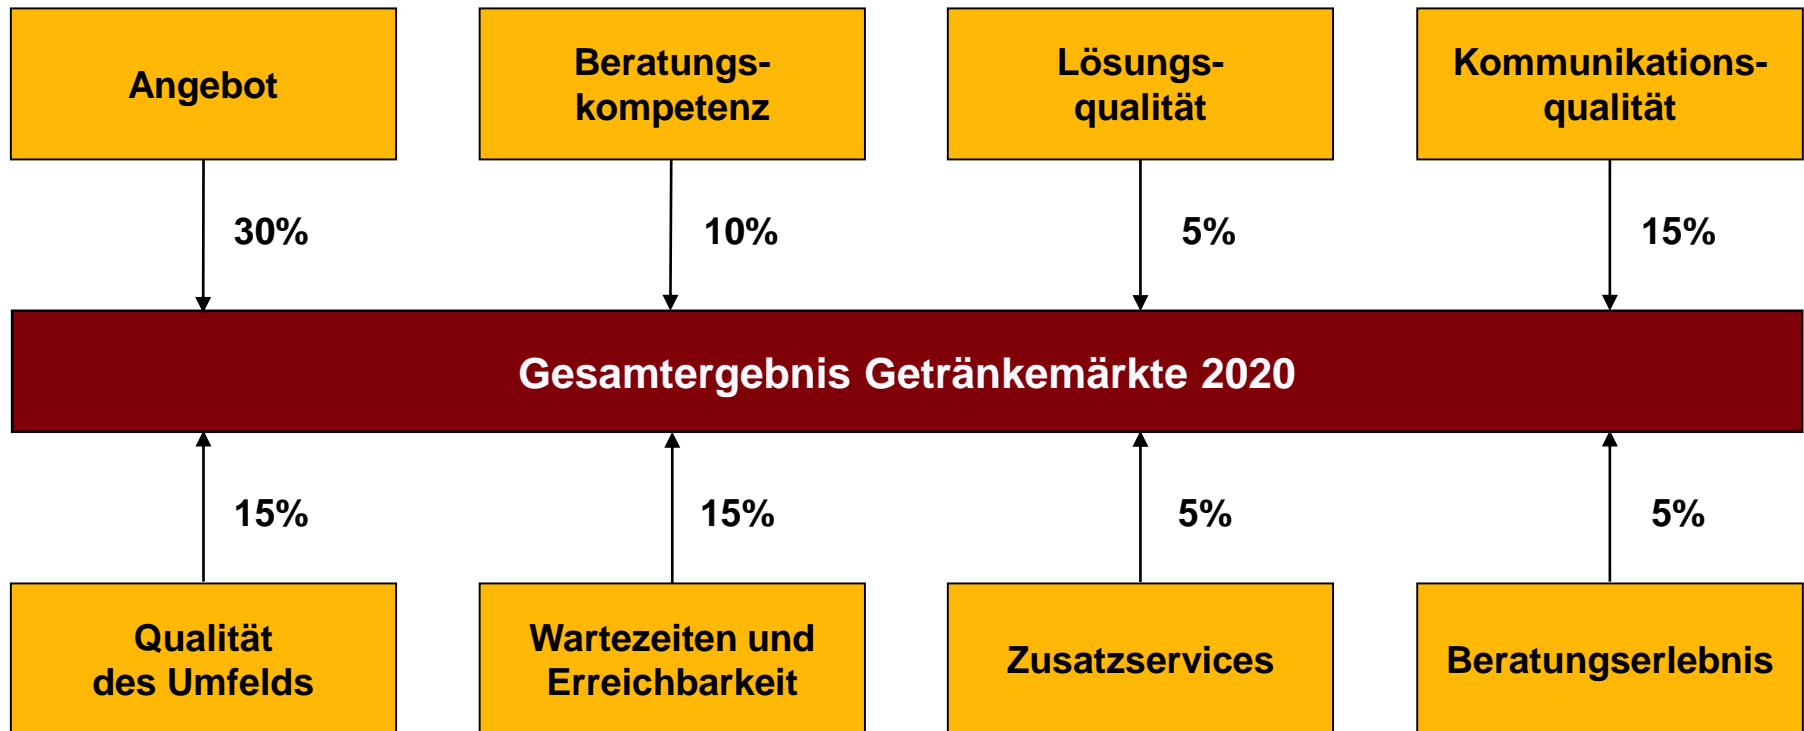 Angebot
Beratungs-
kompetenz
Lösungs-
qualität
Kommunikations-
qualität
30%
10%
5%
15%
Gesamtergebnis Getränkemärkte 2020
15%
15%
5%
5%
Qualität
des Umfelds
Wartezeiten und
Erreichbarkeit
Zusatzservices
Beratungserlebnis